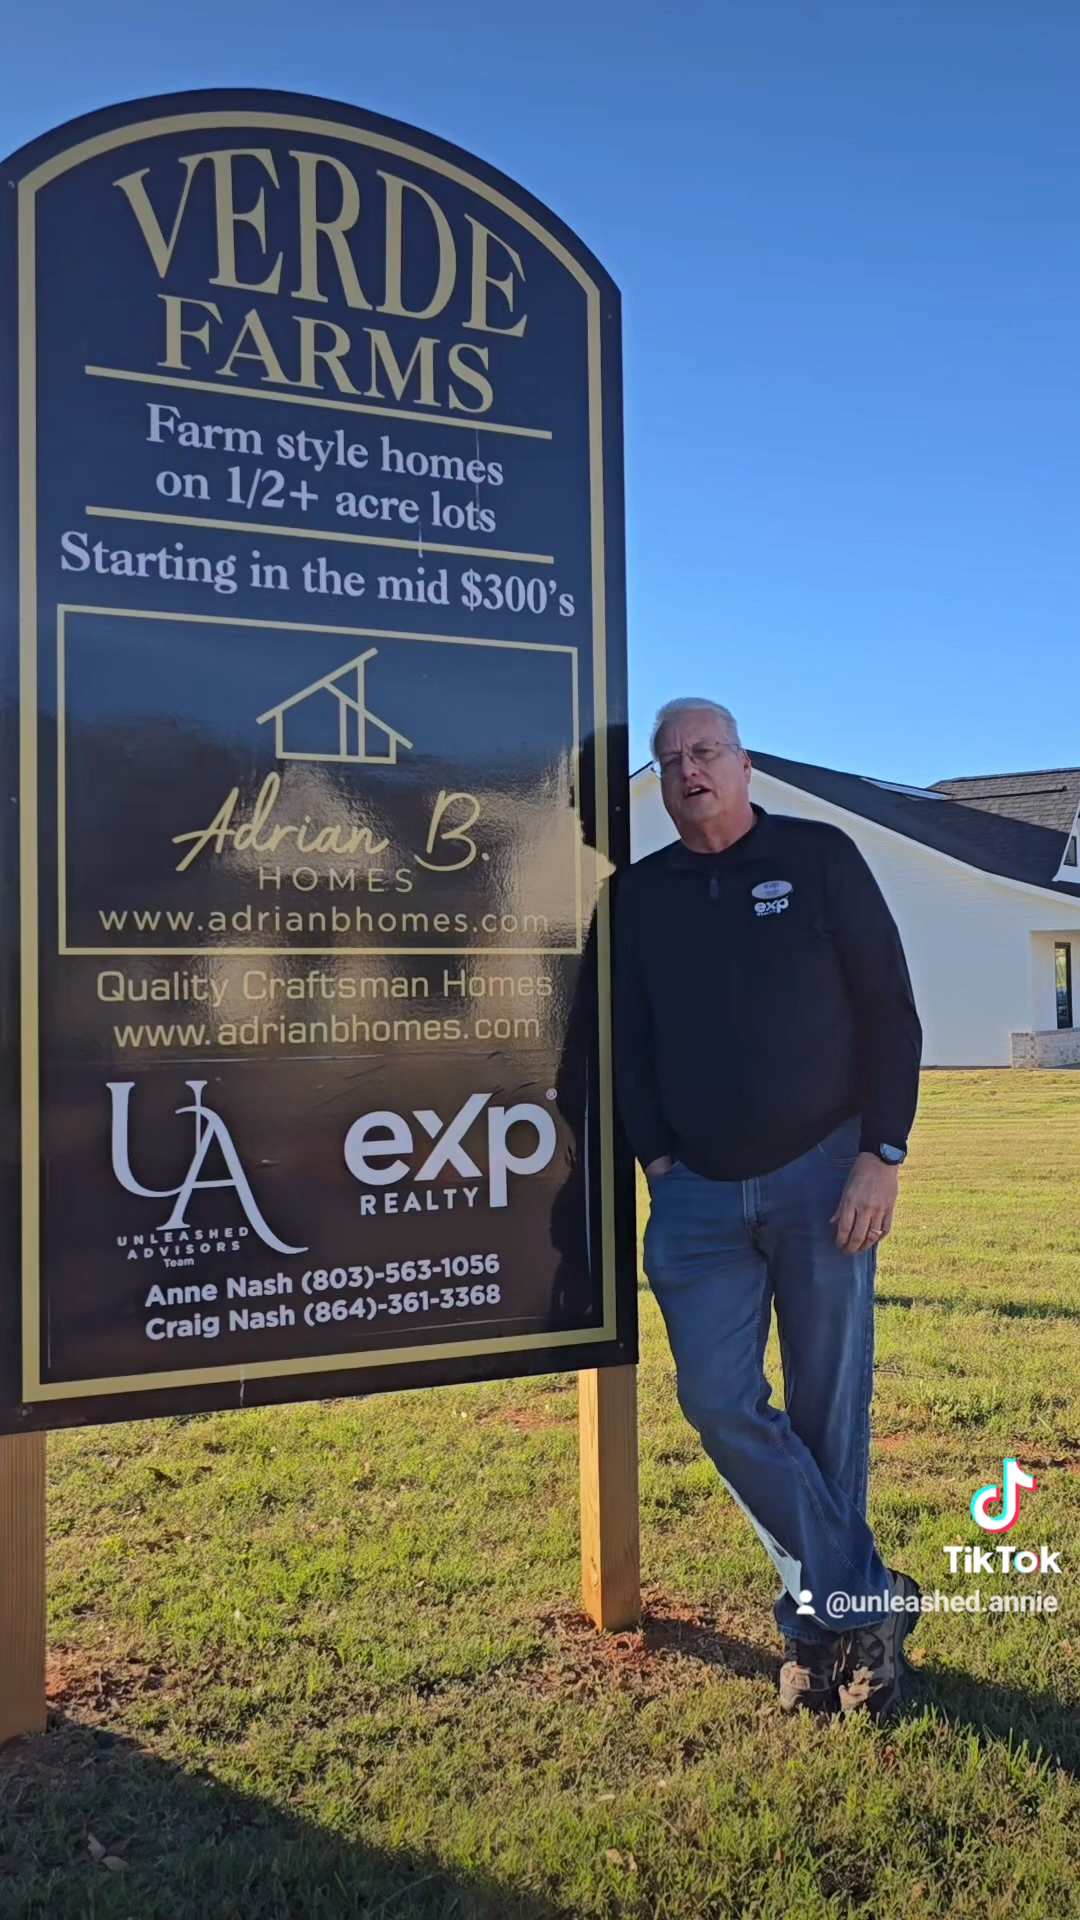 VERDE
FARMS
Farm style homes
on 1/2+ acre lots
Starting in the mid $300's
Adrian B.
HOMES
www.adrianbhomes.com
Quality Craftsman Homes
www.adrianbhomes.com
UA
UNLEASHED
ADVISORS
Team
exp®
REALTY
Anne Nash (803)-563-1056
Craig Nash (864)-361-3368
exp
REALTY
TikTok
@unleashed.annie